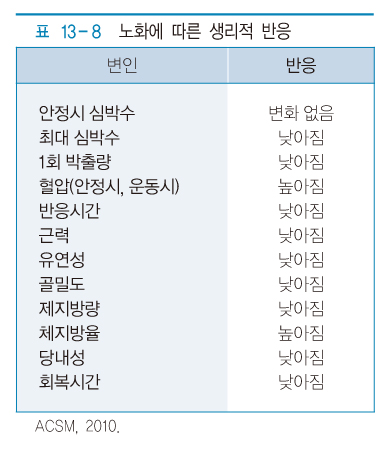 표 13-8 노화에 따른 생리적 반응
변인 반응
안정시 심박수 변화 없음
최대 심박수 낮아짐
1회 박출량 낮아짐
혈압(안정시, 운동시) 높아짐
반응시간 낮아짐
근력 낮아짐
유연성 낮아짐
골밀도 낮아짐
제지방량 낮아짐
체지방율 높아짐
당내성 낮아짐
회복시간 낮아짐
ACSM, 2010.